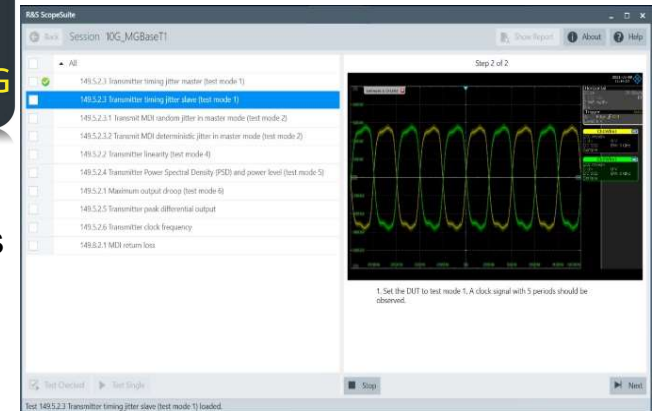 R&S ScopeSuite
Back Session 10G_MGBaseT1 Show Report About Help
G
s
All
149.5.2.3 Transmitter timing jitter master (test mode 1)
149.5.2.3 Transmitter timing jitter slave (test mode 1)
149.5.2.3.1 Transmit MDI random jitter in master mode (test mode 2)
149.5.2.3.2 Transmit MDI deterministic jitter in master mode (test mode 2)
149.5.2.2 Transmitter linearity (test mode 4)
149.5.2.4 Transmitter Power Spectral Density (PSD) and power level (test mode 5)
149.5.2.1 Maximum output droop (test mode 6)
149.5.2.5 Transmitter peak differential output
149.5.2.6 Transmitter clock frequency
149.8.2.1 MDI return loss
Step 2 of 2
Horizontal
Trigger
1. Set the DUT to test mode 1. A clock signal with 5 periods should be
observed.
Test Checked Test Single Stop Next
Test 149.5.2.3 Transmitter timing jitter slave (test mode 1) loaded.